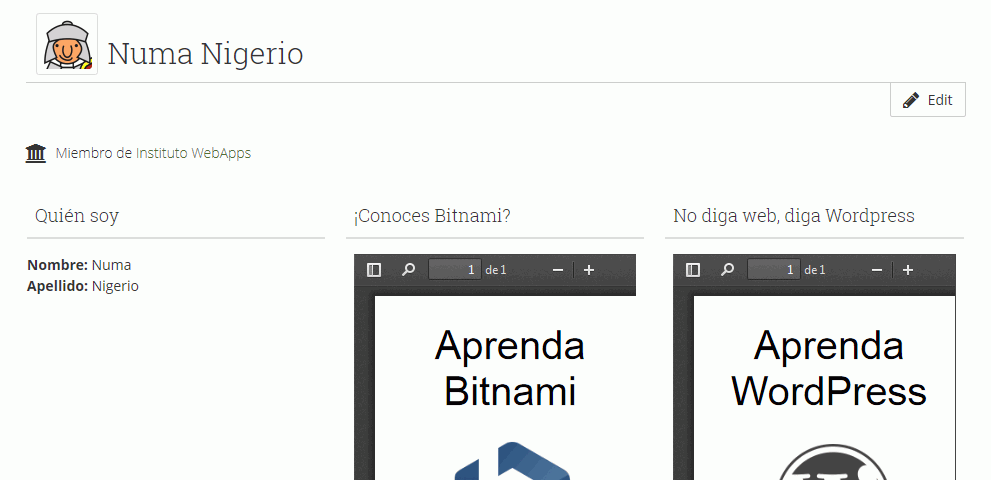 Numa Nigerio
Edit
Miembro de Instituto WebApps
Quién soy
Nombre: Numa
Apellido: Nigerio
¡Conoces Bitnami?
1 de 1
Aprenda
Bitnami
No diga web, diga Wordpress
1 de 1
Aprenda
WordPress